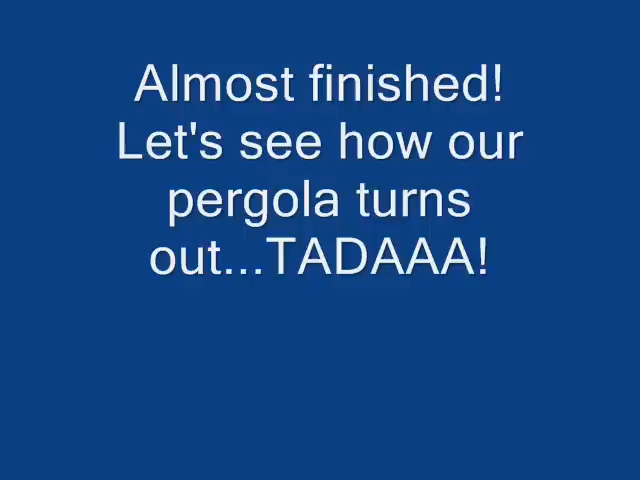 Almost finished!
Let's see how our
pergola turns
out...TADAAA!